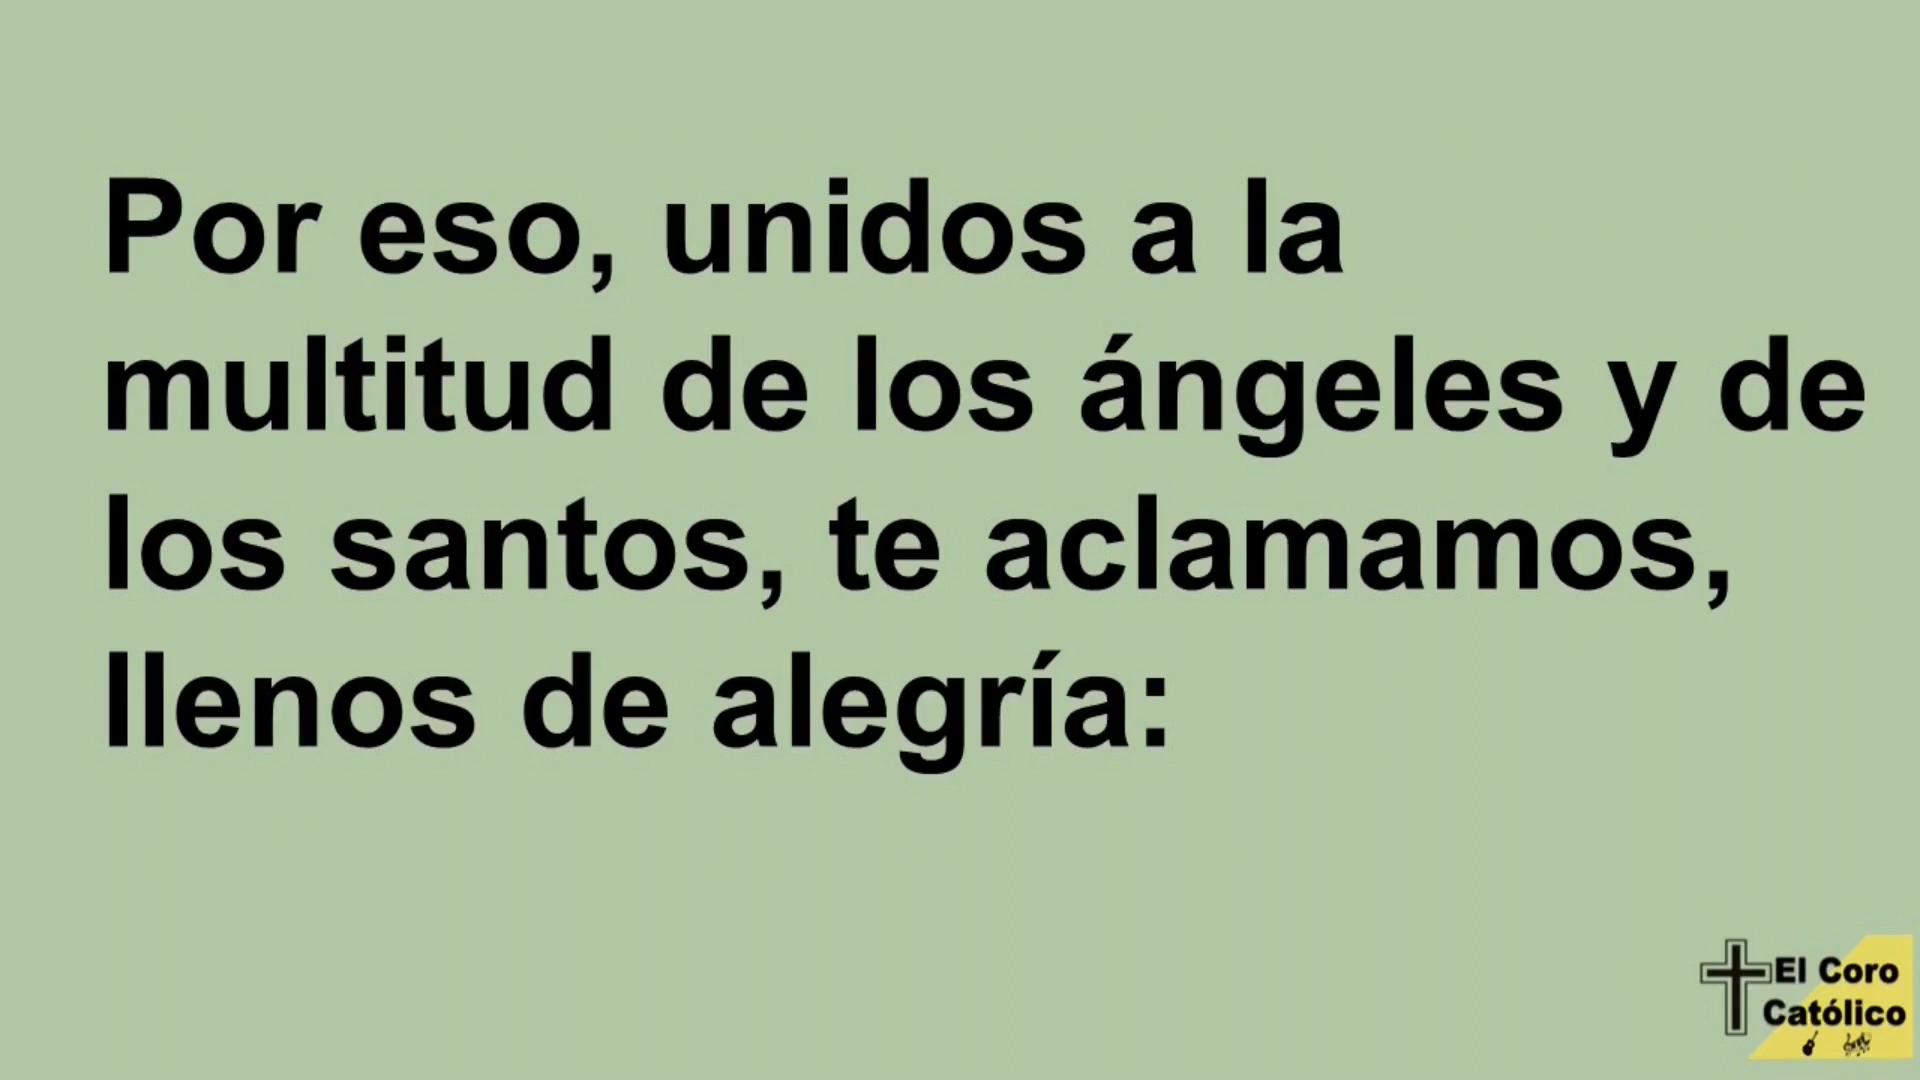 Por eso, unidos a la
multitud de los ángeles y de
los santos, te aclamamos,
llenos de alegría:
El Coro
Católico